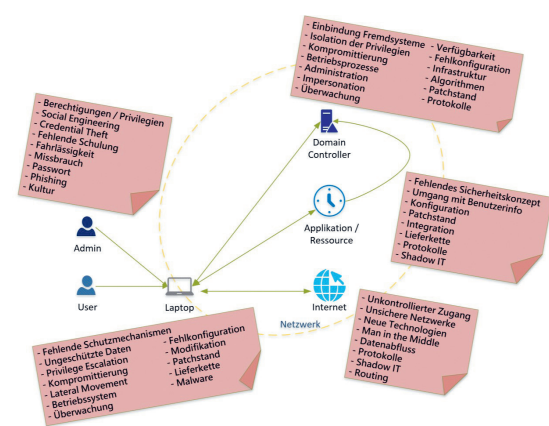 - Einbindung Fremdsysteme
- Isolation der Privilegien
- Kompromittierung
- Betriebsprozesse
- Administration
- Impersonation
- Überwachung
- Verfügbarkeit
- Fehlkonfiguration
- Infrastruktur
- Algorithmen
- Patchstand
- Protokolle
- Berechtigungen / Privilegien
- Social Engineering
- Credential Theft
- Fehlende Schulung
- Fahrlässigkeit
- Missbrauch
- Passwort
- Phishing
- Kultur
Domain
Controller
- Fehlendes Sicherheitskonzept
- Umgang mit Benutzerinfo
- Konfiguration
- Patchstand
- Integration
- Lieferkette
- Protokolle
- Shadow IT
Applikation /
Ressource
Admin
User
Laptop
Internet
Netzwerk
- Unkontrollierter Zugang
- Unsichere Netzwerke
- Neue Technologien
- Man in the Middle
- Datenabfluss
- Protokolle
- Shadow IT
- Routing
- Fehlende Schutzmechanismen
- Ungeschützte Daten
- Privilege Escalation
- Kompromittierung
- Lateral Movement
- Betriebssystem
- Überwachung
- Fehlkonfiguration
- Modifikation
- Patchstand
- Lieferkette
- Malware